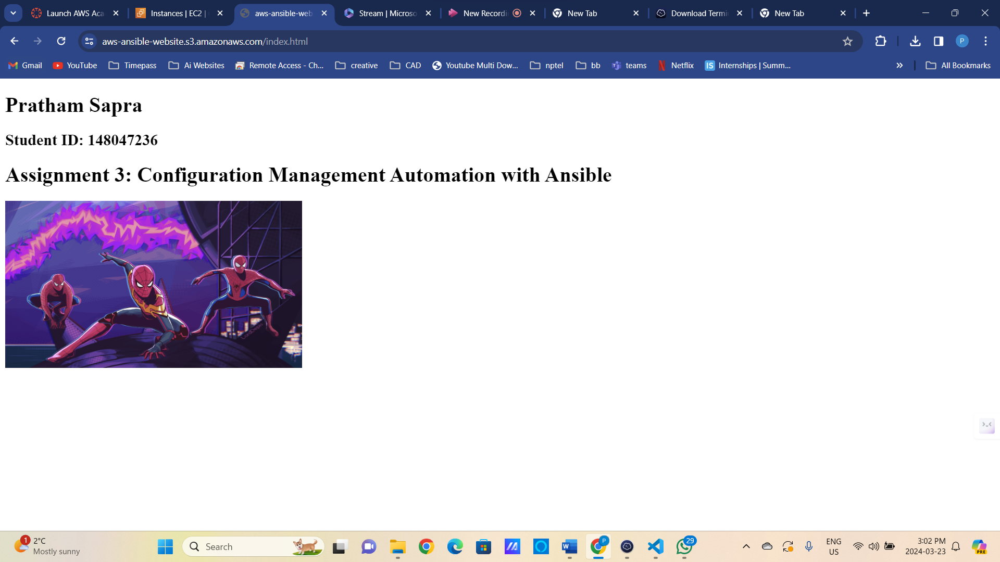 Launch AWS Aca
Instances | EC2 |
aws-ansible-web
Stream | Microso
New Recordi
New Tab
Download Termi
New Tab
aws-ansible-website.s3.amazonaws.com/index.html
P
Gmail
YouTube
Timepass
Ai Websites
Remote Access - Ch...
creative
CAD
Youtube Multi Dow...
nptel
bb
teams
Netflix
IS
Internships | Summ...
All Bookmarks
Pratham Sapra
Student ID: 148047236
Assignment 3: Configuration Management Automation with Ansible
1
2°C
Mostly sunny
Search
W
P
29
ENG
US
3:02 PM
2024-03-23
PRE